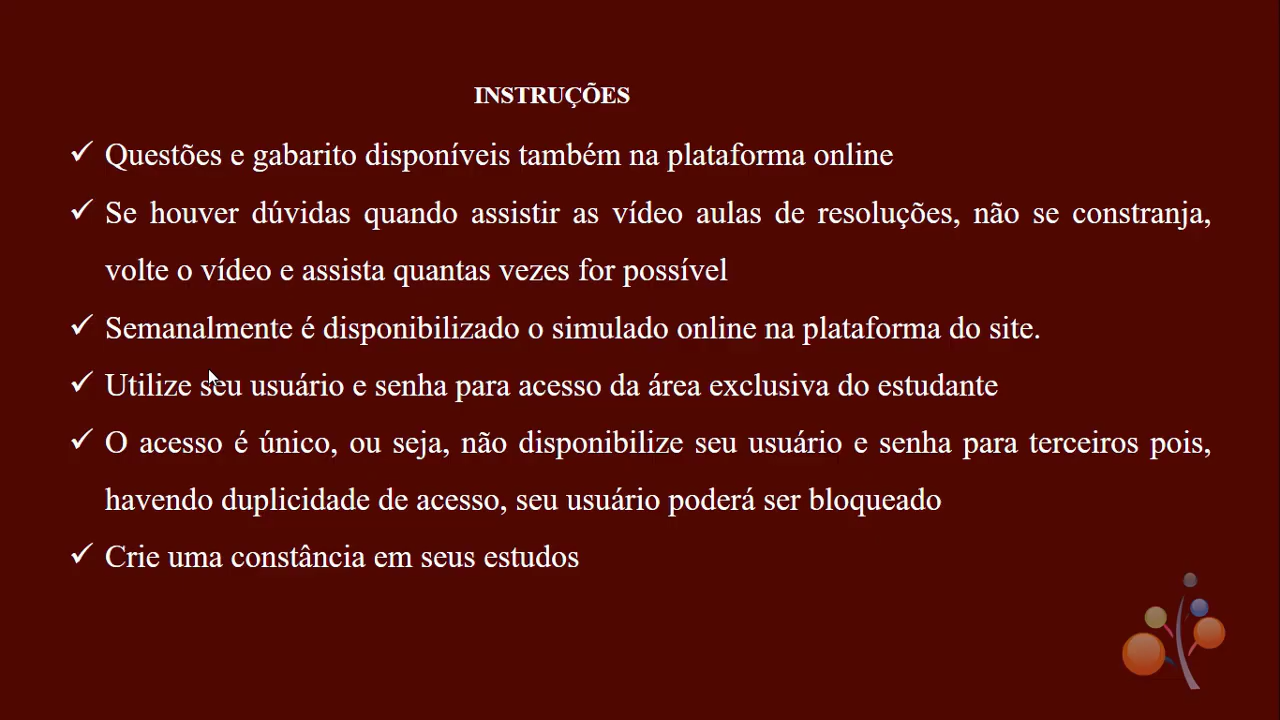 INSTRUÇÕES
✓ Questões e gabarito disponíveis também na plataforma online
✓ Se houver dúvidas quando assistir as vídeo aulas de resoluções, não se constranja,
volte o vídeo e assista quantas vezes for possível
✓ Semanalmente é disponibilizado o simulado online na plataforma do site.
✓ Utilize seu usuário e senha para acesso da área exclusiva do estudante
✓ O acesso é único, ou seja, não disponibilize seu usuário e senha para terceiros pois,
havendo duplicidade de acesso, seu usuário poderá ser bloqueado
✓ Crie uma constância em seus estudos